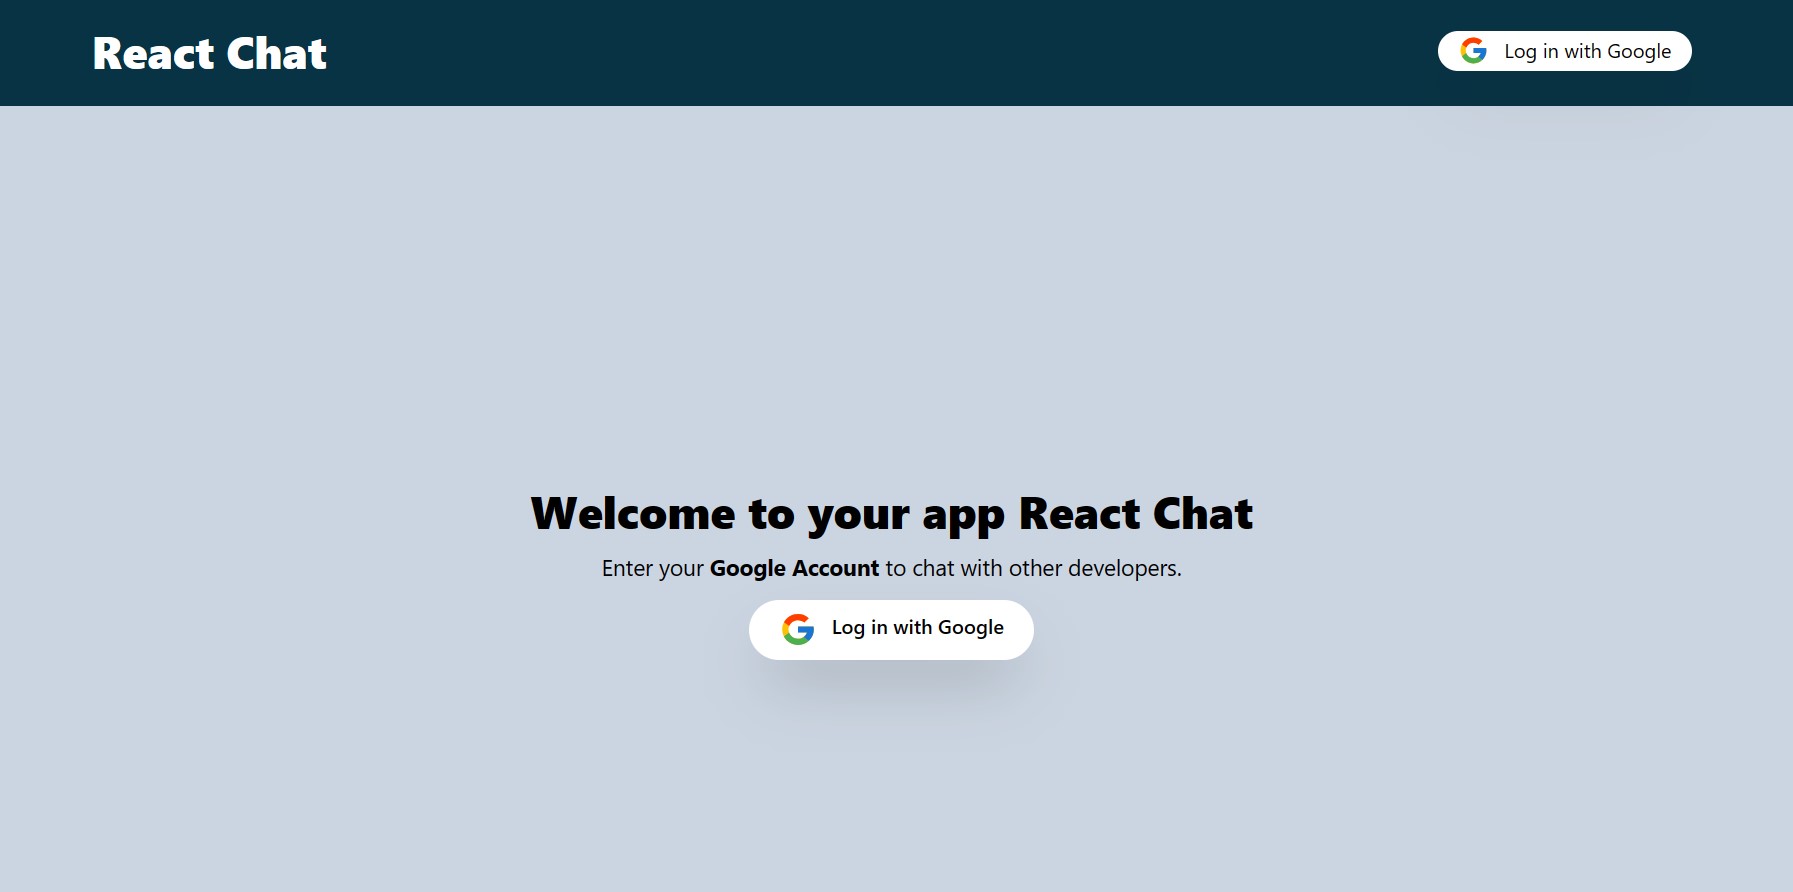 React Chat
Log in with Google
Welcome to your app React Chat
Enter your Google Account to chat with other developers.
Log in with Google